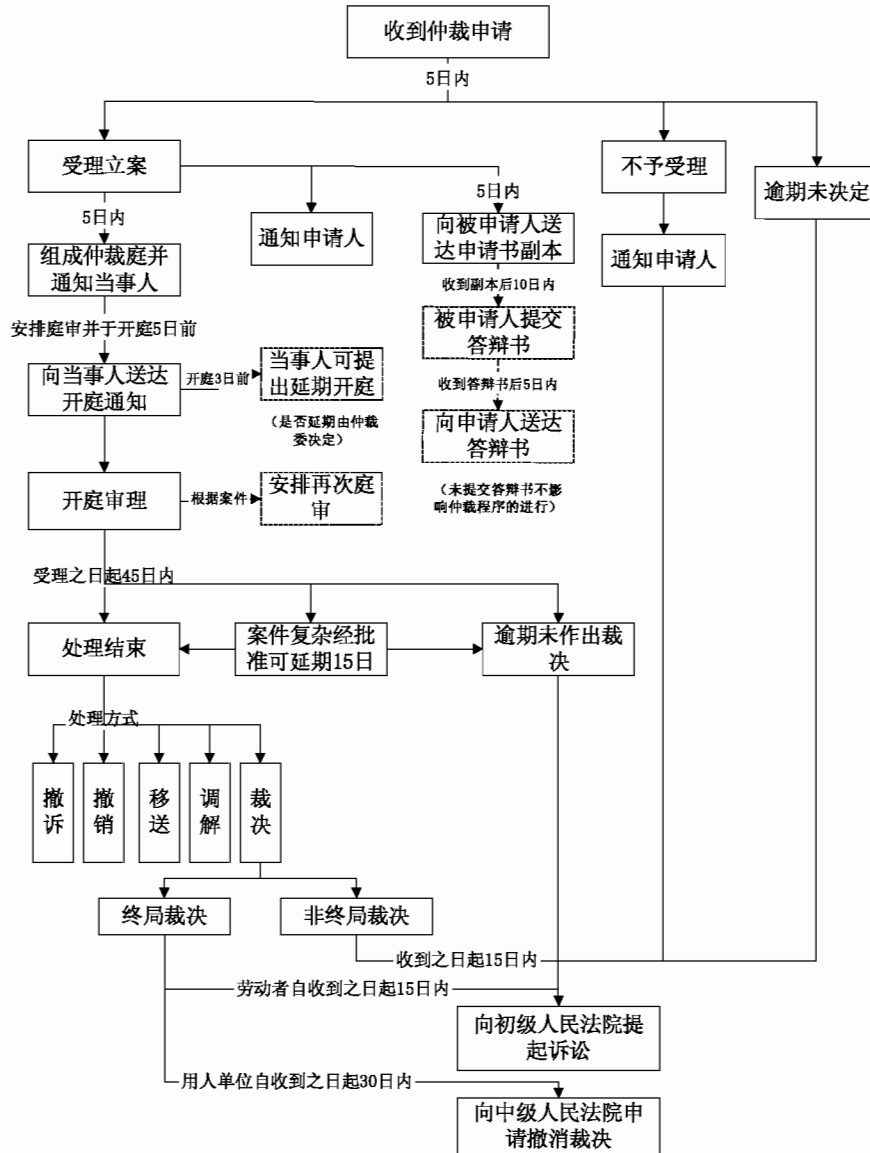 收到仲裁申请
5日内
受理立案
不予受理
逾期未决定
5日内
5日内
通知申请人
向被申请人送
达申请书副本
通知申请人
组成仲裁庭并
通知当事人
收到副本后10日内
安排庭审并于开庭5日前
被申请人提交
答辩书
向当事人送达
开庭通知
开庭3日前
当事人可提
出延期开庭
(是否延期由仲裁
委决定)
收到答辩书后5日内
向申请人送达
答辩书
(未提交答辩书不影
响仲裁程序的进行)
开庭审理
根据案件
安排再次庭
审
受理之日起45日内
处理结束
案件复杂经批
准可延期15日
逾期未作出裁
决
处理方式
撤诉
撤销
移送
调解
裁决
终局裁决
非终局裁决
收到之日起15日内
劳动者自收到之日起15日内
向初级人民法院提
起诉讼
用人单位自收到之日起30日内
向中级人民法院申
请撤消裁决